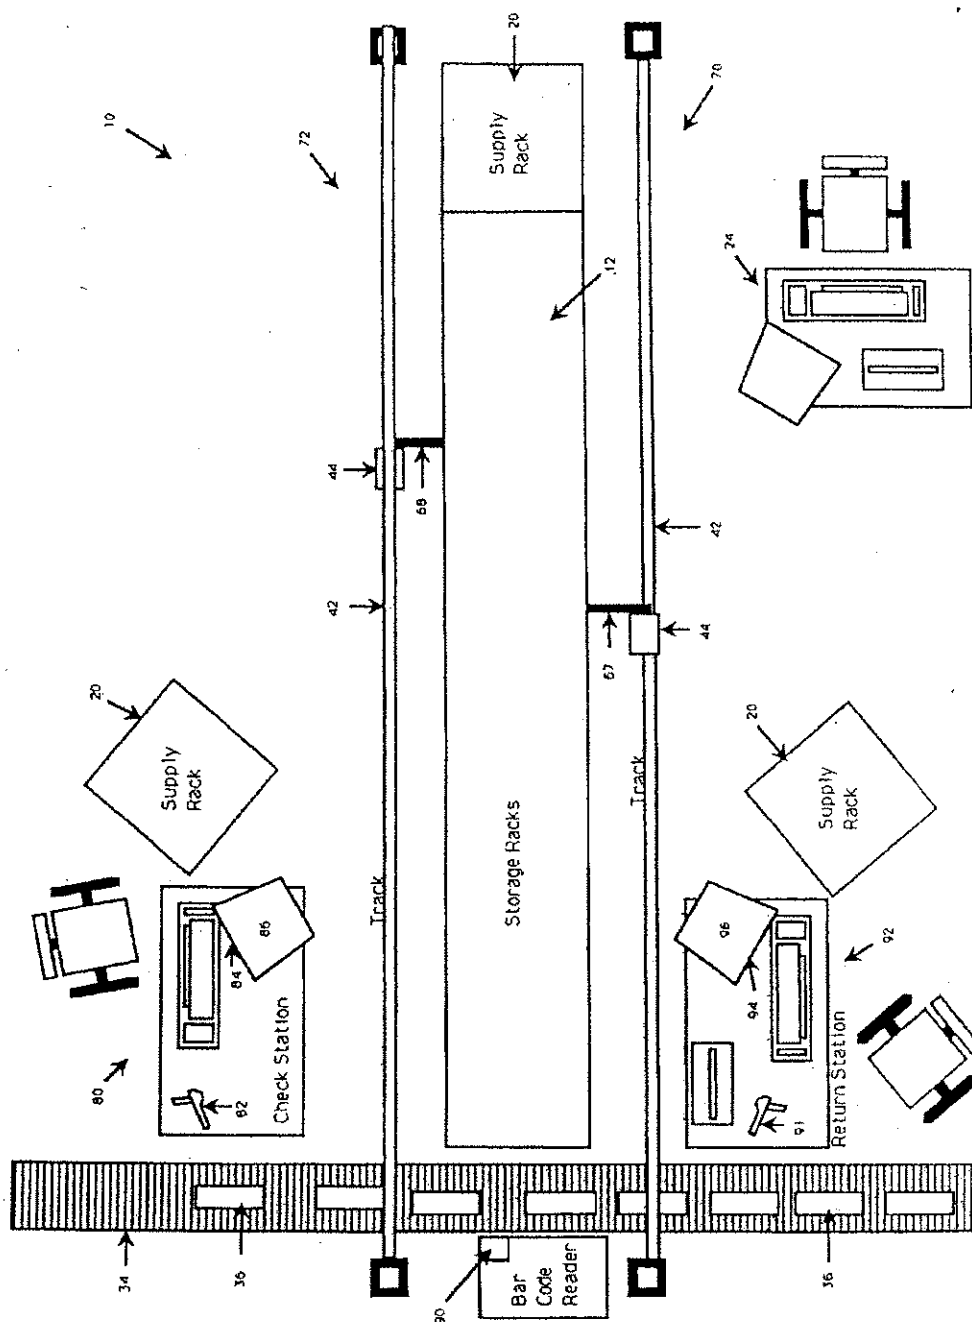 20
10
72
70
Supply
Rack
24
12
44
68
42
42
67
44
20
20
Supply
Rack
Track
Supply
Rack
Storage Racks
Track
86
84
96
94
92
Check Station
80
82
91
Return Station
34
36
90
Bar
Code
Reader
36